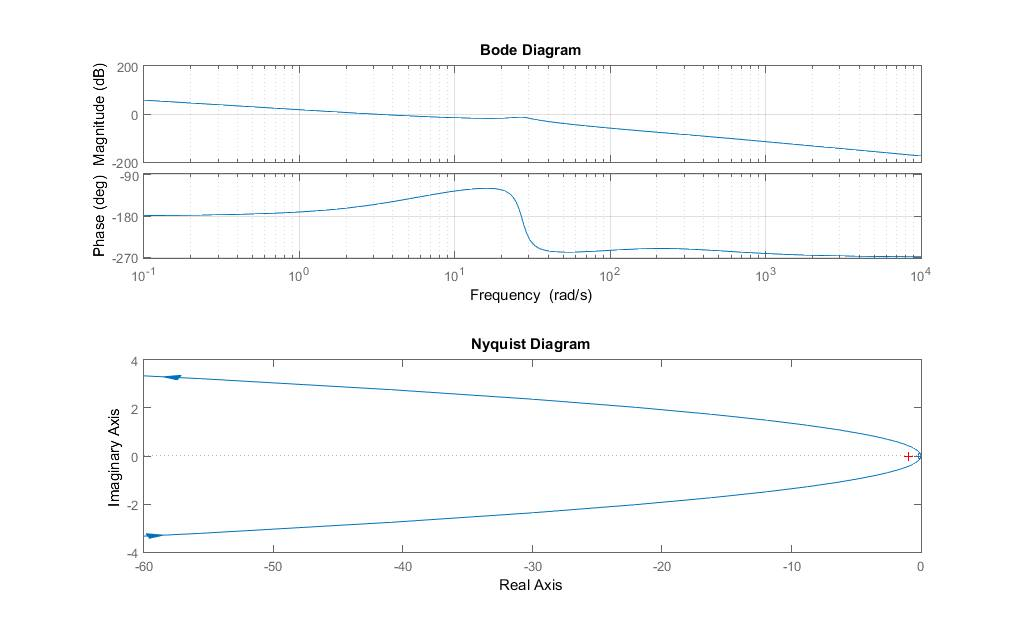 Bode Diagram
Magnitude (dB)
200
0
-200
Phase (deg)
-90
-180
-270
10^-1 10^0 10^1 10^2 10^3 10^4
Frequency (rad/s)
Nyquist Diagram
Imaginary Axis
4
2
0
-2
-4
-60 -50 -40 -30 -20 -10 0
Real Axis